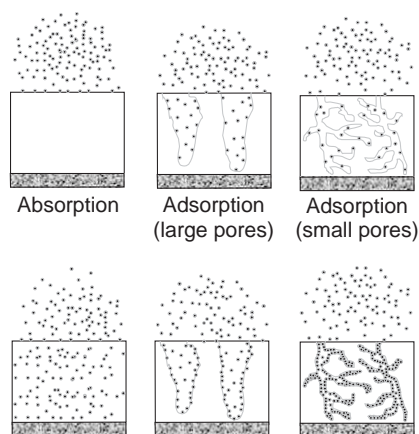 Absorption
Adsorption
(large pores)
Adsorption
(small pores)